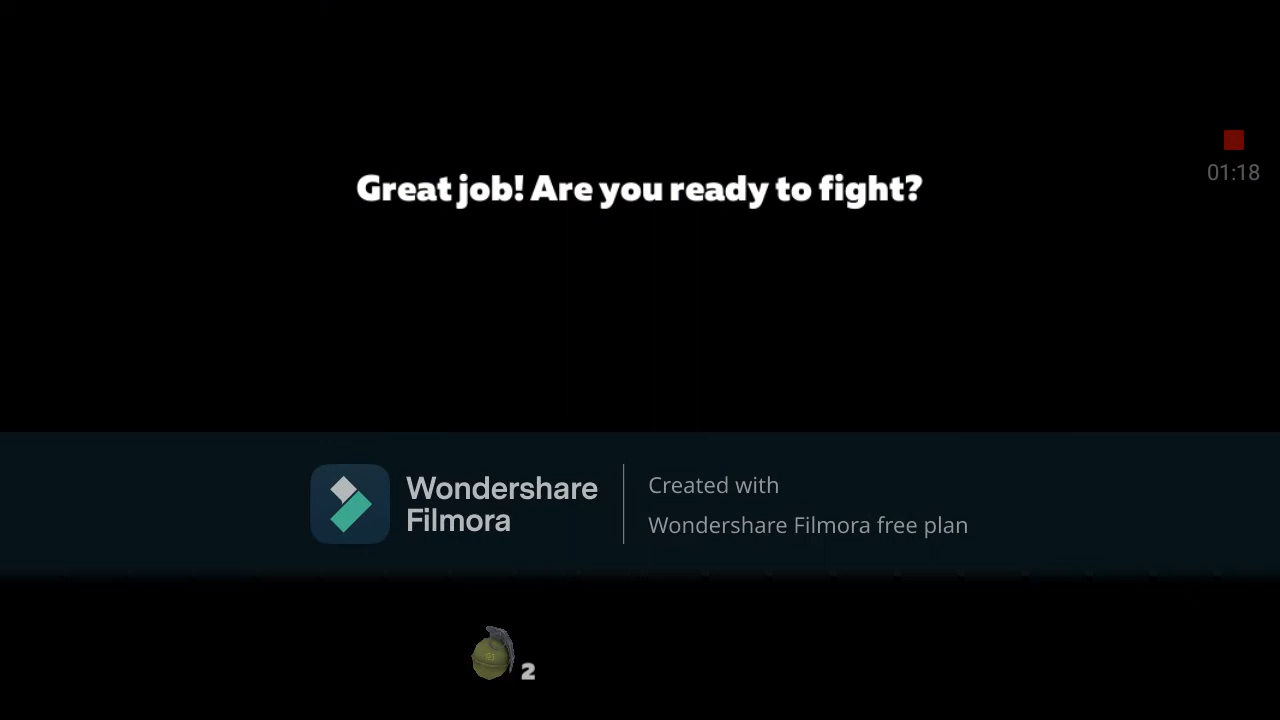 Great job! Are you ready to fight?
01:18
Wondershare
Filmora
Created with
Wondershare Filmora free plan
2